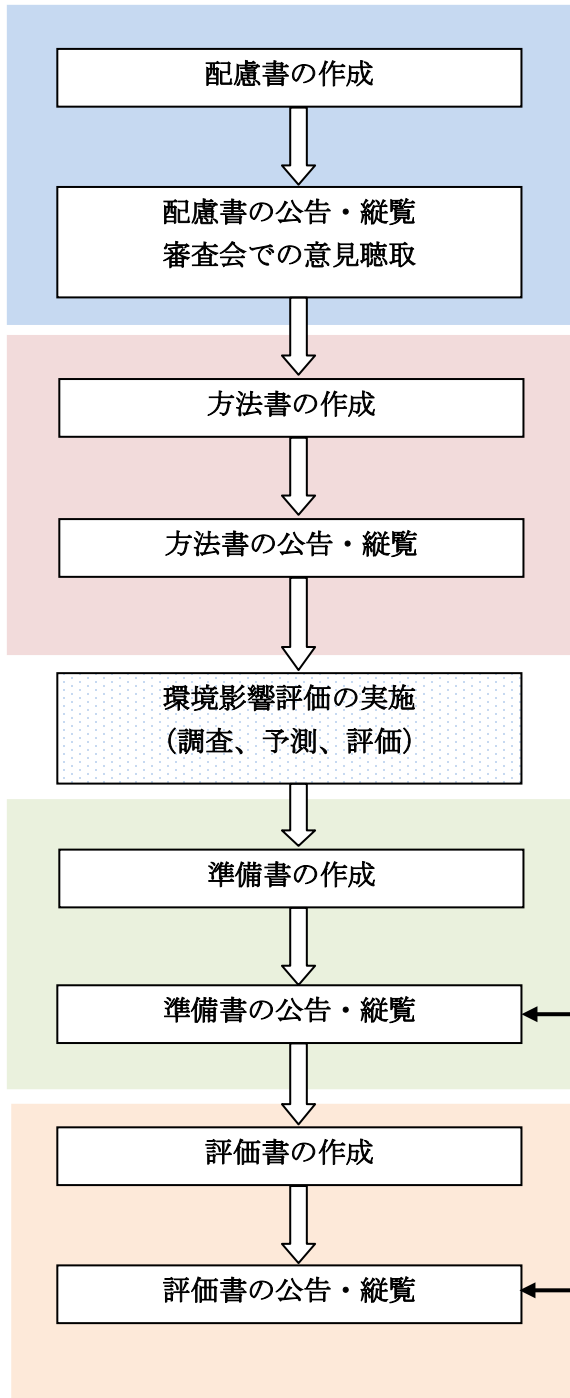 配慮書の作成
配慮書の公告・縦覧
審査会での意見聴取
方法書の作成
方法書の公告・縦覧
環境影響評価の実施
（調査、予測、評価）
準備書の作成
準備書の公告・縦覧
評価書の作成
評価書の公告・縦覧